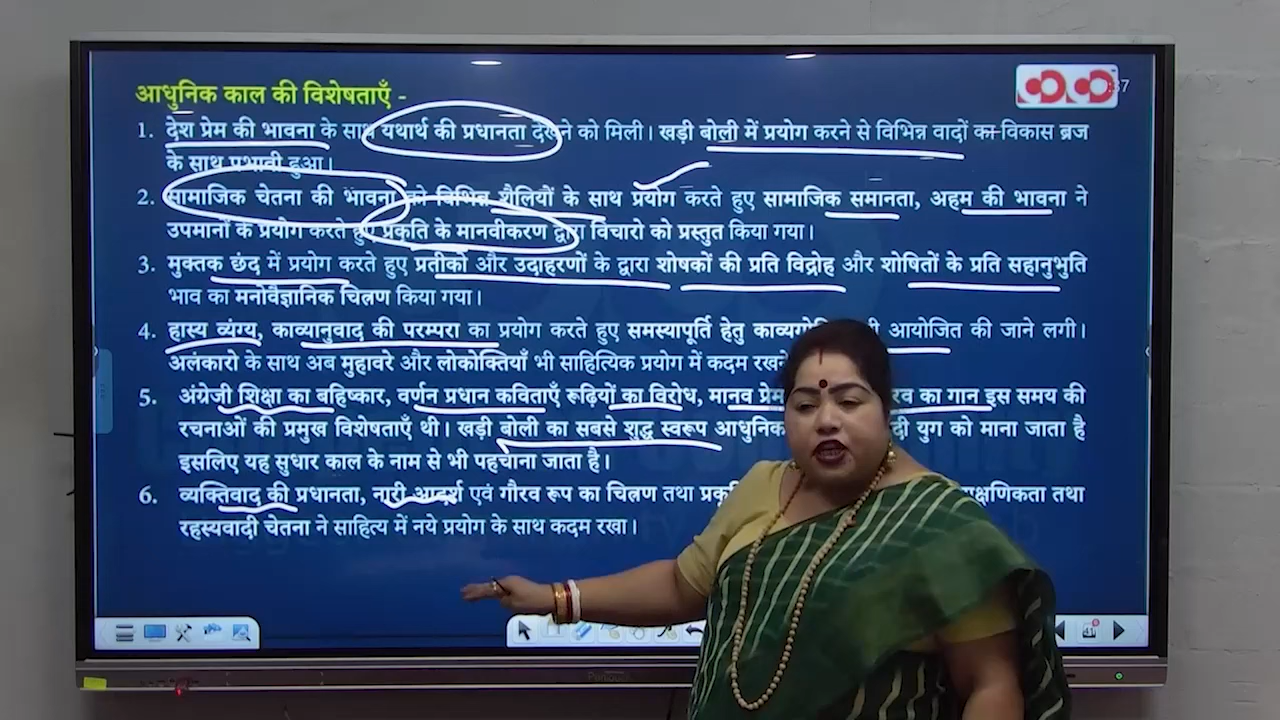 आधुनिक काल की विशेषताएँ -
:37
1. देश प्रेम की भावना के साथ यथार्थ की प्रधानता देखने को मिली। खड़ी बोली में प्रयोग करने से विभिन्न वादों का विकास ब्रज
के साथ प्रभावी हुआ।
2. सामाजिक चेतना की भावना को विभिन्न शैलियों के साथ प्रयोग करते हुए सामाजिक समानता, अहम की भावना ने
उपमानों के प्रयोग करते हुए प्रकृति के मानवीकरण द्वारा विचारो को प्रस्तुत किया गया।
3. मुक्तक छंद में प्रयोग करते हुए प्रतीकों और उदाहरणों के द्वारा शोषकों की प्रति विद्रोह और शोषितों के प्रति सहानुभुति
भाव का मनोवैज्ञानिक चित्रण किया गया।
4. हास्य व्यंग्य, काव्यानुवाद की परम्परा का प्रयोग करते हुए समस्यापूर्ति हेतु आयोजित की जाने लगी।
अलंकारो के साथ अब मुहावरे और लोकोक्तियाँ भी साहित्यिक प्रयोग में कदम रखने
5. अंग्रेजी शिक्षा का बहिष्कार, वर्णन प्रधान कविताएँ रूढ़ियों का विरोध, मानव प्रेम का गान इस समय की
रचनाओं की प्रमुख विशेषताएँ थी। खड़ी बोली का सबसे शुद्ध स्वरूप आधुनिक युग को माना जाता है
इसलिए यह सुधार काल के नाम से भी पहचाना जाता है।
6. व्यक्तिवाद की प्रधानता, नारी आदर्श एवं गौरव रूप का चित्रण तथा तथा
रहस्यवादी चेतना ने साहित्य में नये प्रयोग के साथ कदम रखा।
41